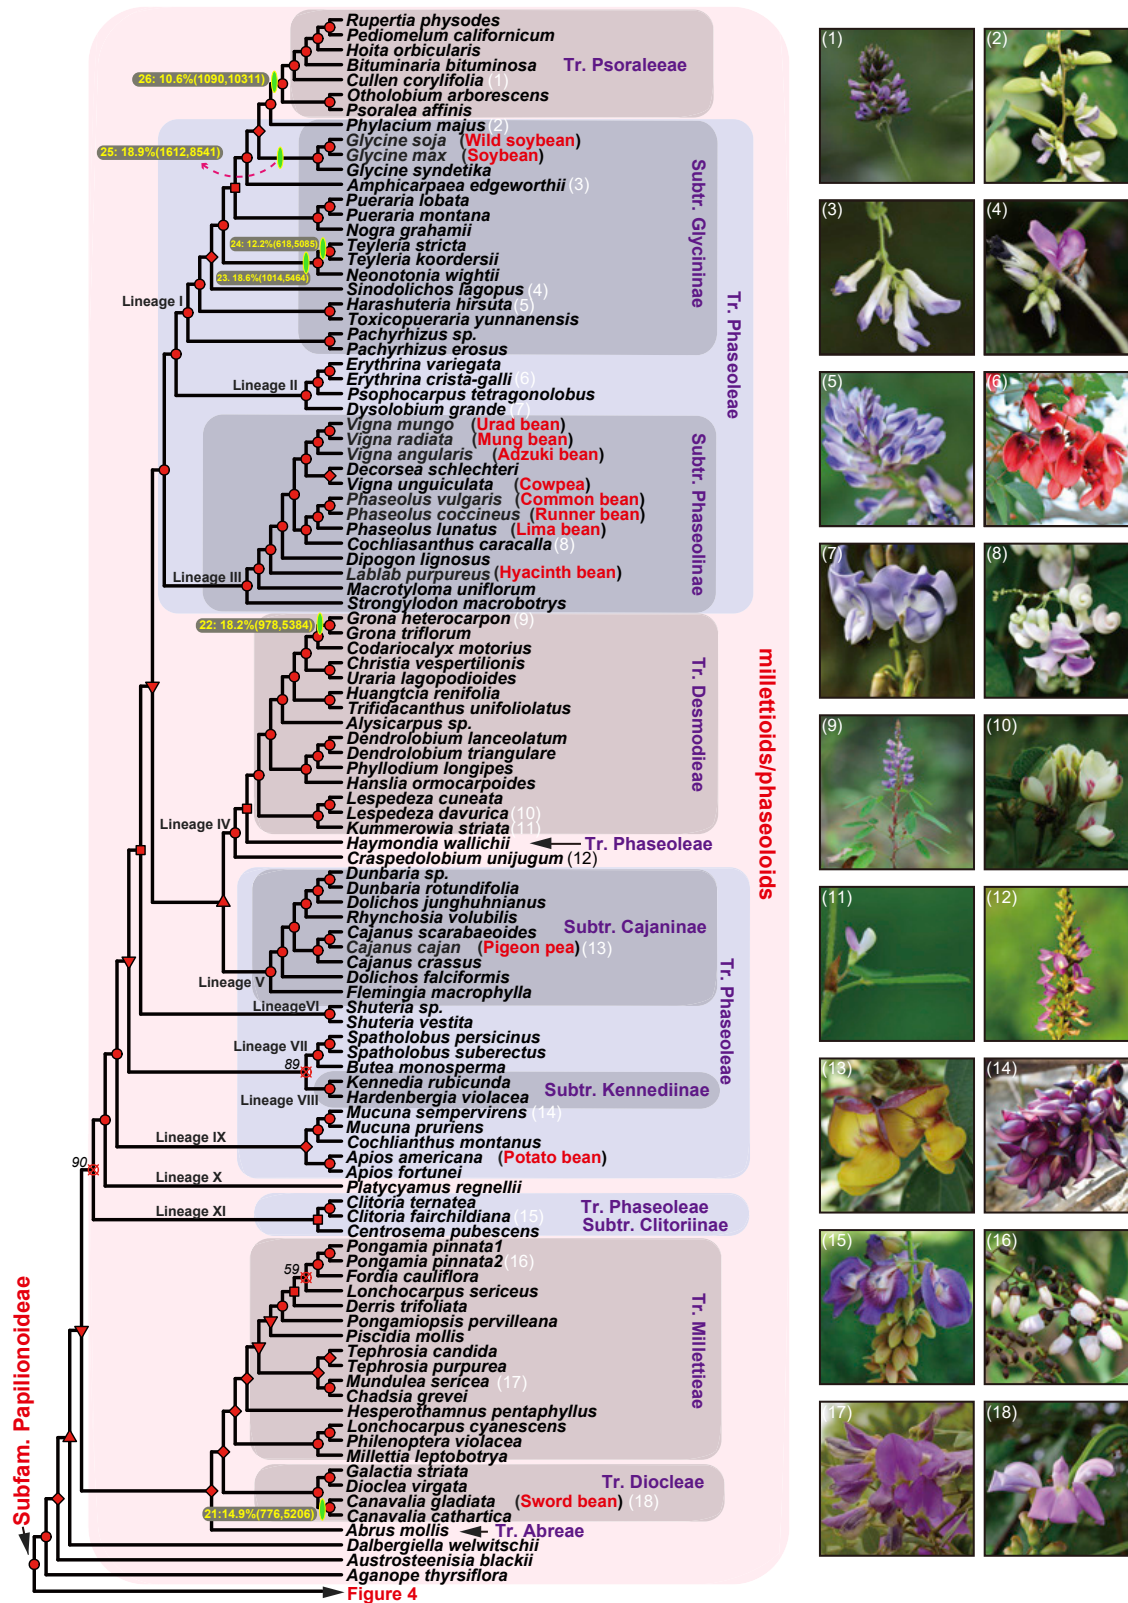 Rupertia physodes
Pediomelum californicum
Hoita orbicularis
Bituminaria bituminosa
Tr. Psoraleeae
Cullen corylifolia (1)
26: 10.6%(1090,10311)
Otholobium arborescens
Psoralea affinis
Phylacium majus (2)
Glycine soja (Wild soybean)
25: 18.9%(1612,8541)
Glycine max (Soybean)
Glycine syndetika
Amphicarpaea edgeworthii (3)
Pueraria lobata
Pueraria montana
Nogra grahamii
Subtr. Glycininae
24: 12.2%(618,5085)
Teyleria stricta
Teyleria koordersii
23. 18.6%(1014,5464)
Neonotonia wightii
Sinodolichos lagopus (4)
Lineage I
Harashuteria hirsuta (5)
Toxicopueraria yunnanensis
Tr. Phaseoleae
Pachyrhizus sp.
Pachyrhizus erosus
Erythrina variegata
Lineage II
Erythrina crista-galli (6)
Psophocarpus tetragonolobus
Dysolobium grande (7)
Vigna mungo (Urad bean)
Vigna radiata (Mung bean)
Vigna angularis (Adzuki bean)
Decorsea schlechteri
Vigna unguiculata (Cowpea)
Phaseolus vulgaris (Common bean)
Phaseolus coccineus (Runner bean)
Phaseolus lunatus (Lima bean)
Cochliasanthus caracalla (8)
Subtr. Phaseolinae
Dipogon lignosus
Lineage III
Lablab purpureus (Hyacinth bean)
Macrotyloma uniflorum
Strongylodon macrobotrys
22: 18.2%(978,5384)
Grona heterocarpon (9)
Grona triflorum
Codariocalyx motorius
Christia vespertilionis
Uraria lagopodioides
Huangtcia renifolia
Trifidacanthus unifoliolatus
Alysicarpus sp.
Tr. Desmodieae
Dendrolobium lanceolatum
Dendrolobium triangulare
Phyllodium longipes
Hanslia ormocarpoides
millettioids/phaseoloids
Lespedeza cuneata
Lespedeza davurica (10)
Lineage IV
Kummerowia striata (11)
Haymondia wallichii
Tr. Phaseoleae
Craspedolobium unijugum (12)
Dunbaria sp.
Dunbaria rotundifolia
Dolichos junghuhnianus
Rhynchosia volubilis
Subtr. Cajaninae
Cajanus scarabaeoides
Cajanus cajan (Pigeon pea) (13)
Cajanus crassus
Lineage V
Dolichos falciformis
Flemingia macrophylla
LineageVI
Shuteria sp.
Shuteria vestita
Tr. Phaseoleae
Spatholobus persicinus
Lineage VII
Spatholobus suberectus
89
Butea monosperma
Kennedia rubicunda
Subtr. Kennediinae
Lineage VIII
Hardenbergia violacea
Mucuna sempervirens (14)
Mucuna pruriens
Lineage IX
Cochlianthus montanus
90
Apios americana (Potato bean)
Apios fortunei
Lineage X
Platycyamus regnellii
Clitoria ternatea
Tr. Phaseoleae
Lineage XI
Clitoria fairchildiana (15)
Subtr. Clitoriinae
Centrosema pubescens
Pongamia pinnata1
Pongamia pinnata2 (16)
59
Fordia cauliflora
Lonchocarpus sericeus
Derris trifoliata
Pongamiopsis pervilleana
Piscidia mollis
Tr. Millettieae
Tephrosia candida
Tephrosia purpurea
Mundulea sericea (17)
Chadsia grevei
Hesperothamnus pentaphyllus
Lonchocarpus cyanescens
Philenoptera violacea
Millettia leptobotrya
Galactia striata
Tr. Diocleae
Dioclea virgata
21:14.9%(776,5206)
Canavalia gladiata (Sword bean) (18)
Canavalia cathartica
Abrus mollis
Tr. Abreae
Dalbergiella welwitschii
Austrosteenisia blackii
Aganope thyrsiflora
Subfam. Papilionoideae
Figure 4
(1)
(2)
(3)
(4)
(5)
(6)
(7)
(8)
(9)
(10)
(11)
(12)
(13)
(14)
(15)
(16)
(17)
(18)